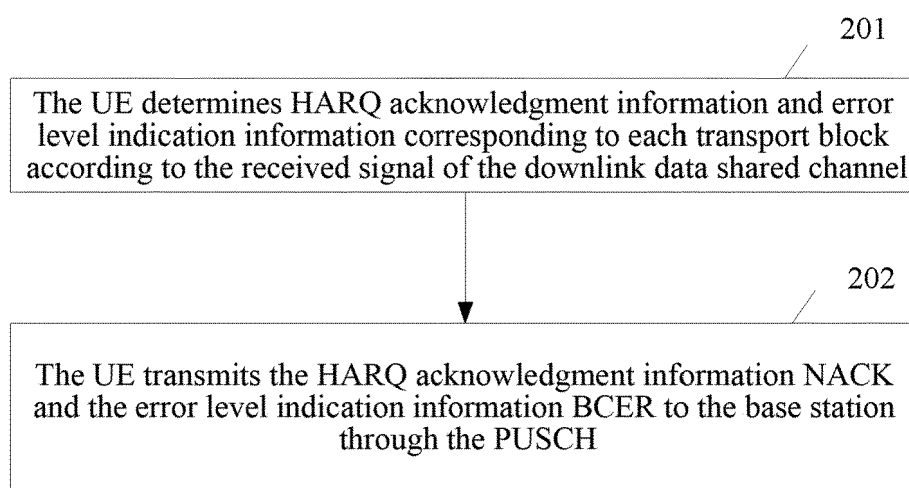 201
The UE determines HARQ acknowledgment information and error
level indication information corresponding to each transport block
according to the received signal of the downlink data shared channel
202
The UE transmits the HARQ acknowledgment information NACK
and the error level indication information BCER to the base station
through the PUSCH